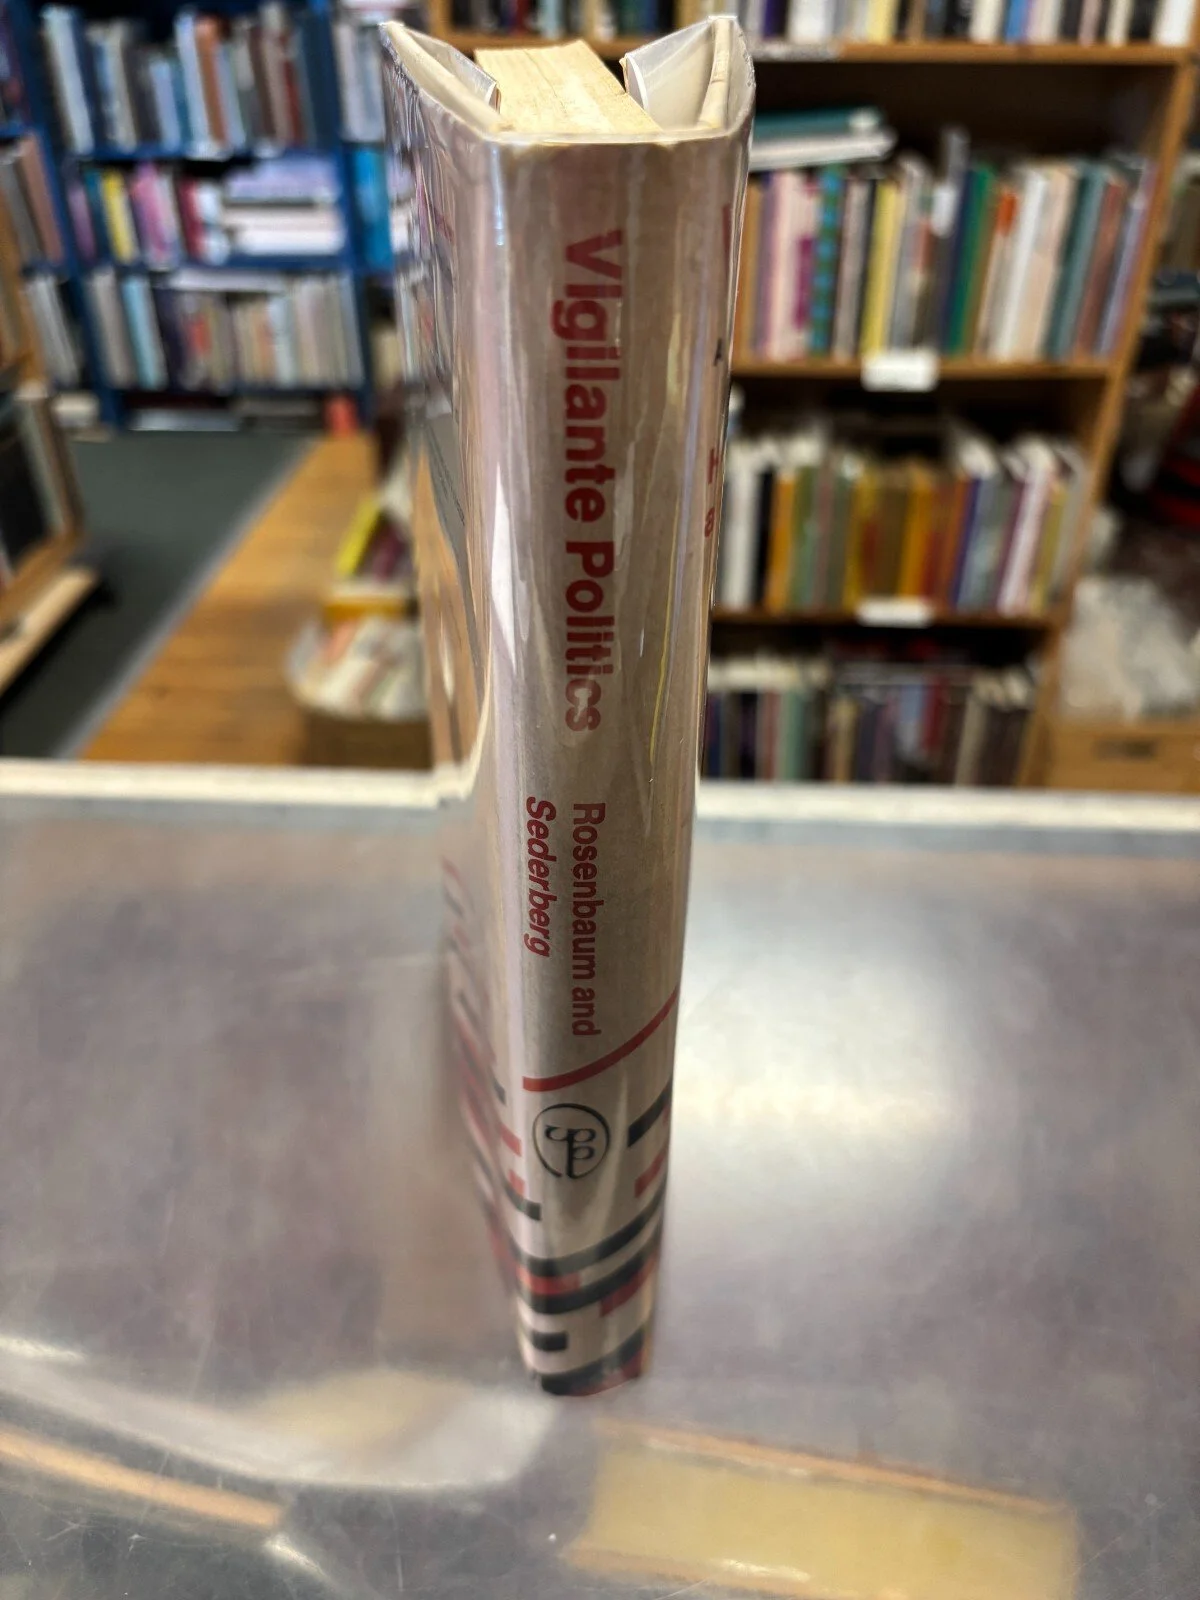 Vigilante Politics
Rosenbaum and
Sederberg